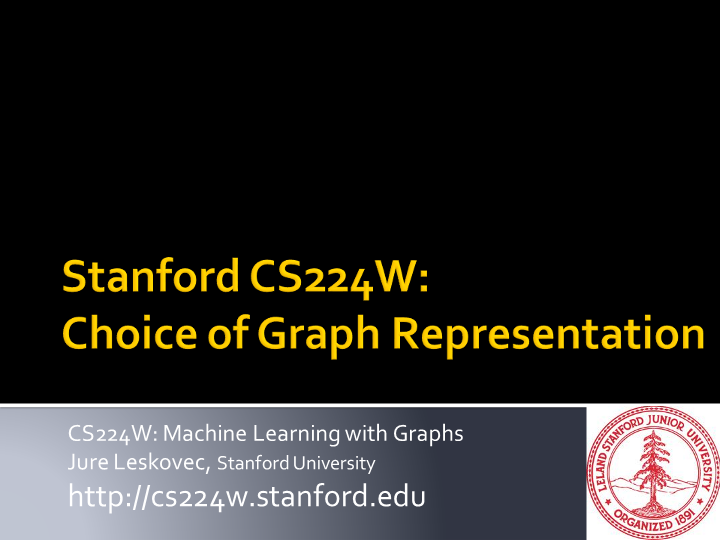 Stanford CS224W:
Choice of Graph Representation
CS224W: Machine Learning with Graphs
Jure Leskovec, Stanford University
http://cs224w.stanford.edu
LELAND STANFORD JUNIOR UNIVERSITY
ORGANIZED 1891